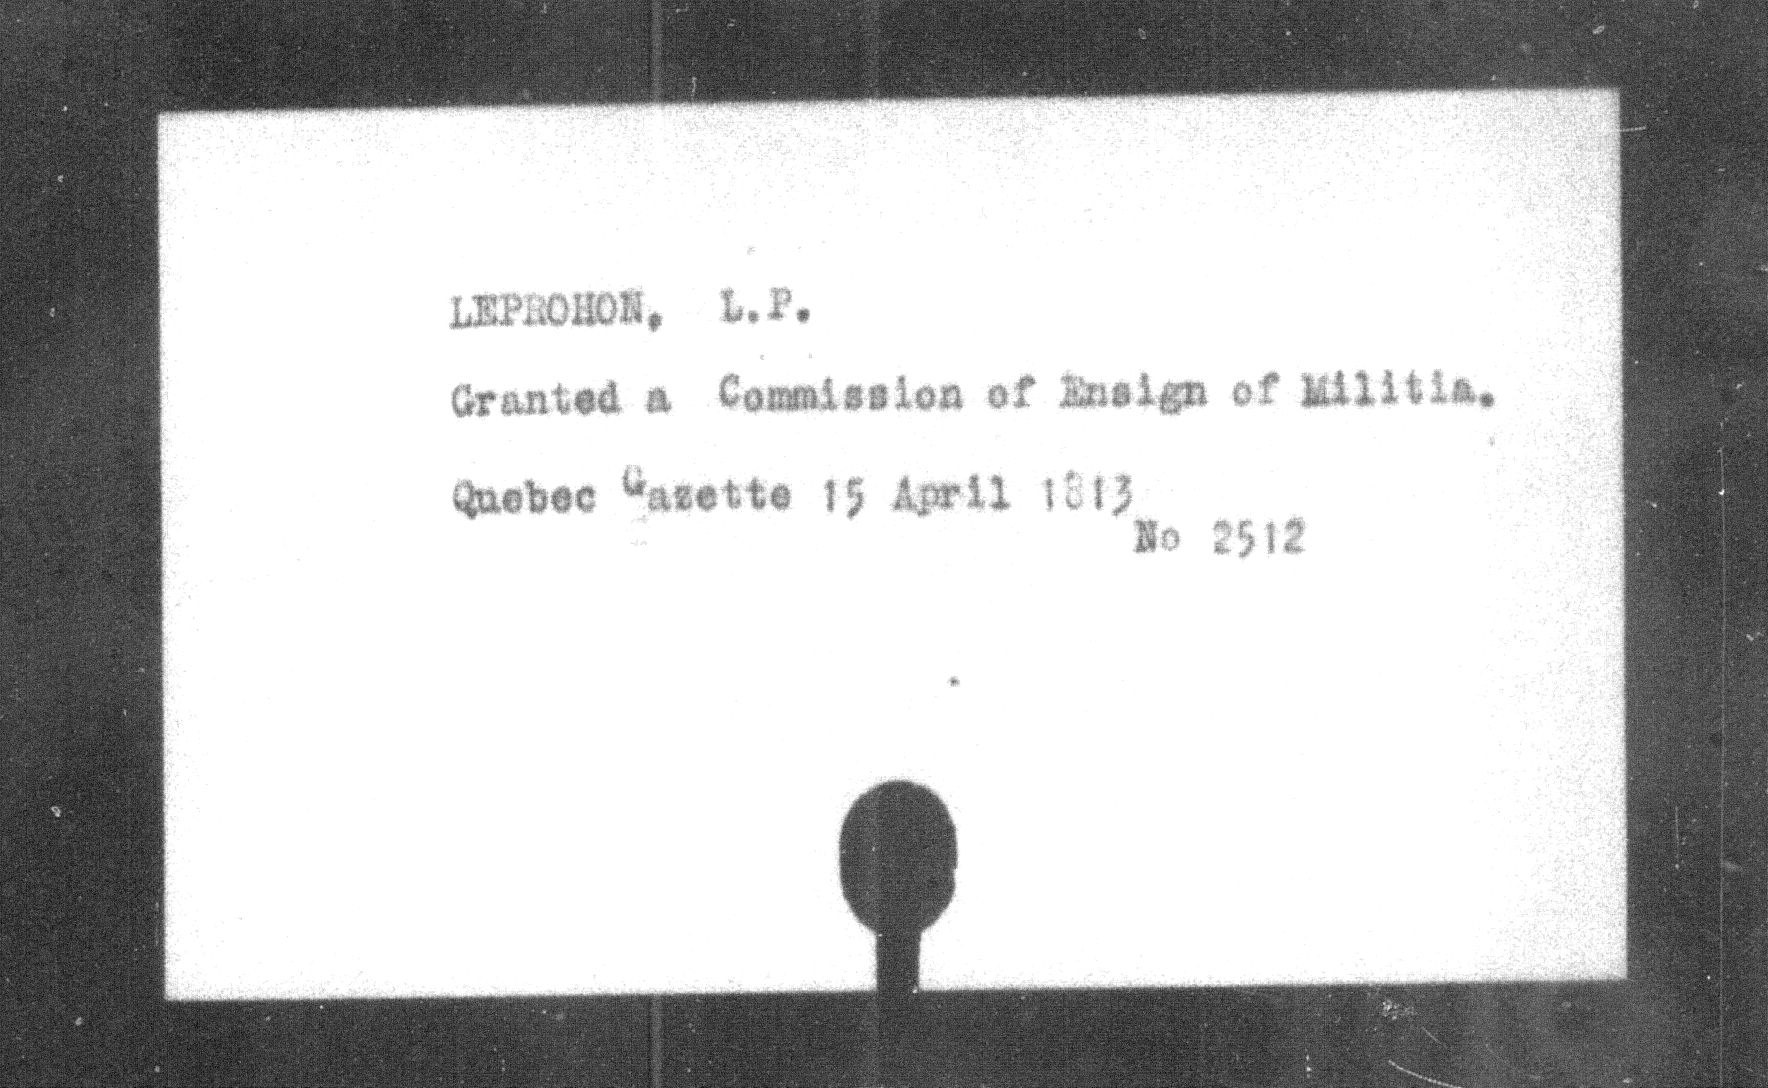 LEPROHON, L.P.
Granted a Commission of Ensign of Militia.
Quebec Gazette 15 April 1813
No 2512